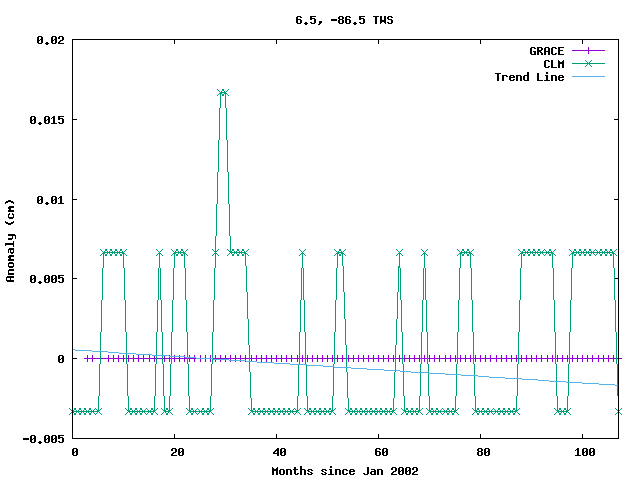 6.5, -86.5 TWS
GRACE
CLM
Trend Line
0.02
0.015
0.01
0.005
0
-0.005
Anomaly (cm)
0 20 40 60 80 100
Months since Jan 2002